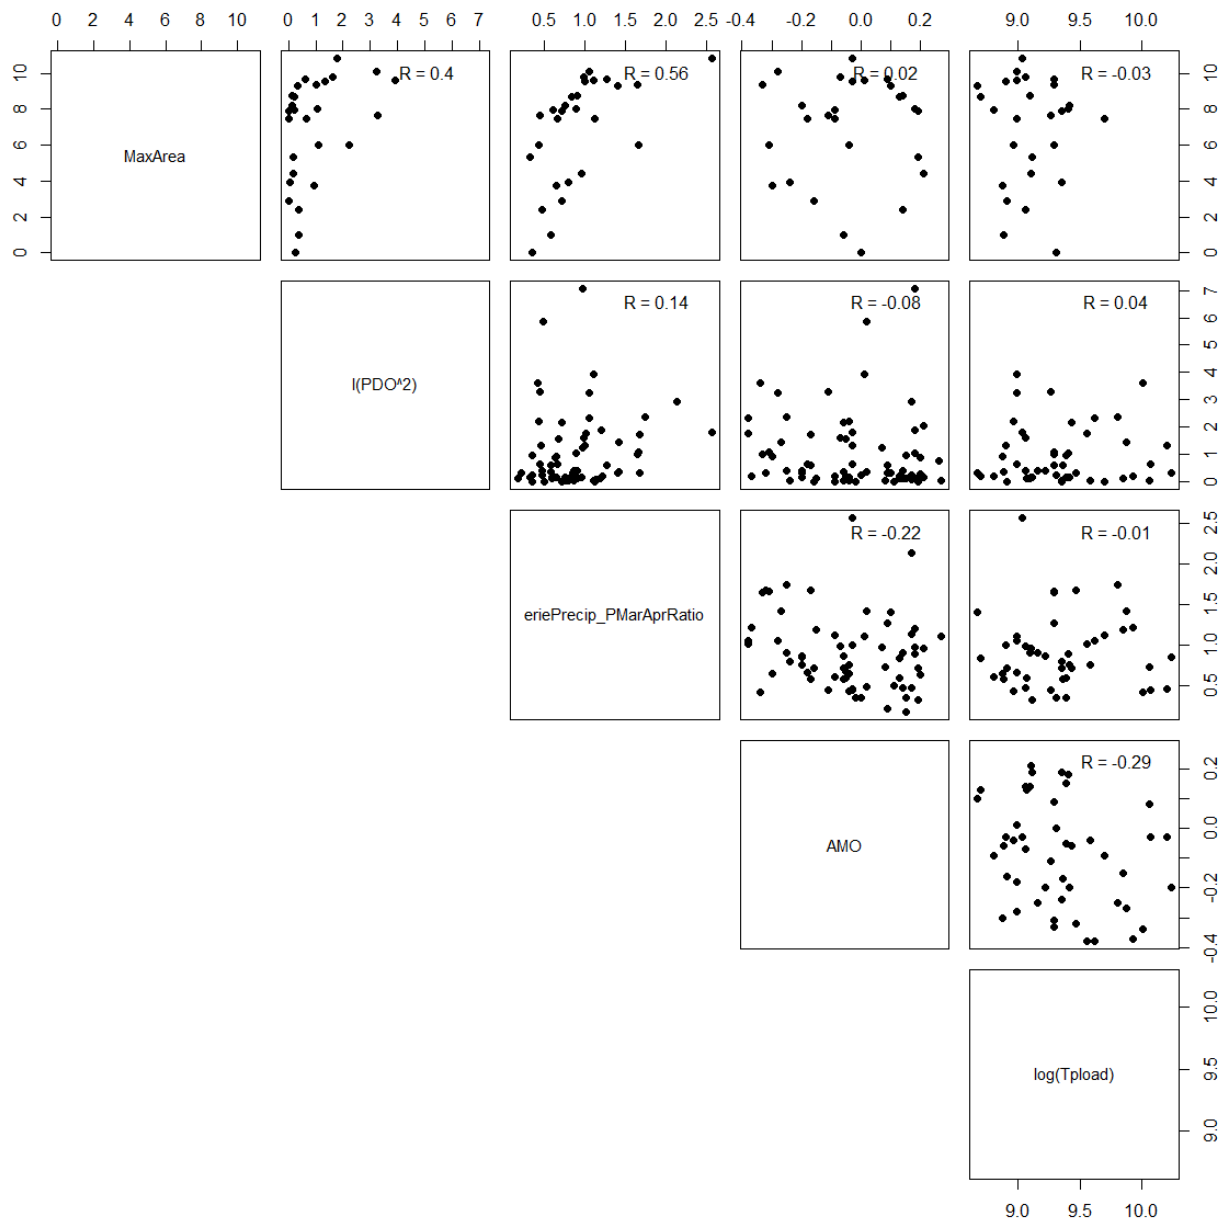 0 2 4 6 8 10
0 1 2 3 4 5 6 7
0.5 1.0 1.5 2.0 2.5
-0.4 -0.2 0.0 0.2
9.0 9.5 10.0
0 2 4 6 8 10
MaxArea
R = 0.4
R = 0.56
R = 0.02
R = -0.03
0 2 4 6 8 10
I(PDO^2)
R = 0.14
R = -0.08
R = 0.04
0 1 2 3 4 5 6 7
eriePrecip_PMarAprRatio
R = -0.22
R = -0.01
0.5 1.0 1.5 2.0 2.5
AMO
R = -0.29
-0.4 -0.2 0.0 0.2
log(Tpload)
9.0 9.5 10.0
9.0 9.5 10.0